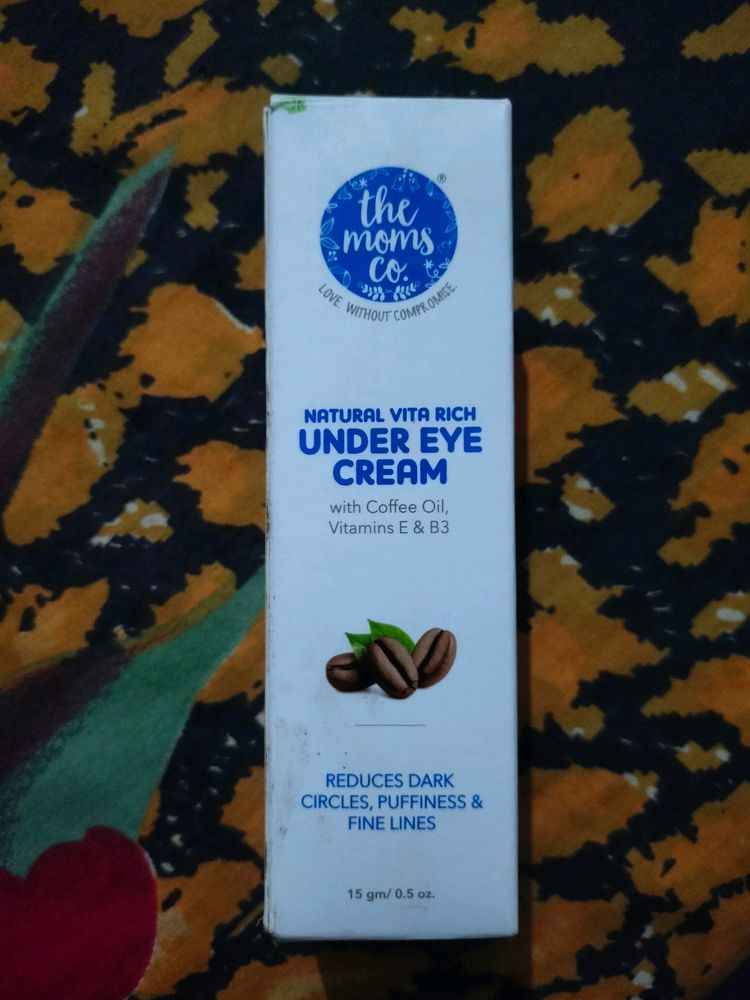 the
moms
co.
®
LOVE. WITHOUT COMPROMISE.
NATURAL VITA RICH
UNDER EYE
CREAM
with Coffee Oil,
Vitamins E & B3
REDUCES DARK
CIRCLES, PUFFINESS &
FINE LINES
15 gm/ 0.5 oz.